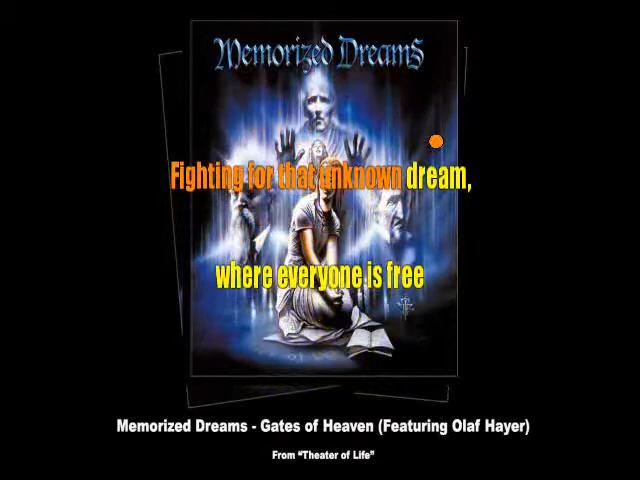 Memorized Dreams
Fighting for that unknown dream,
where everyone is free
Memorized Dreams - Gates of Heaven (Featuring Olaf Hayer)
From “Theater of Life”